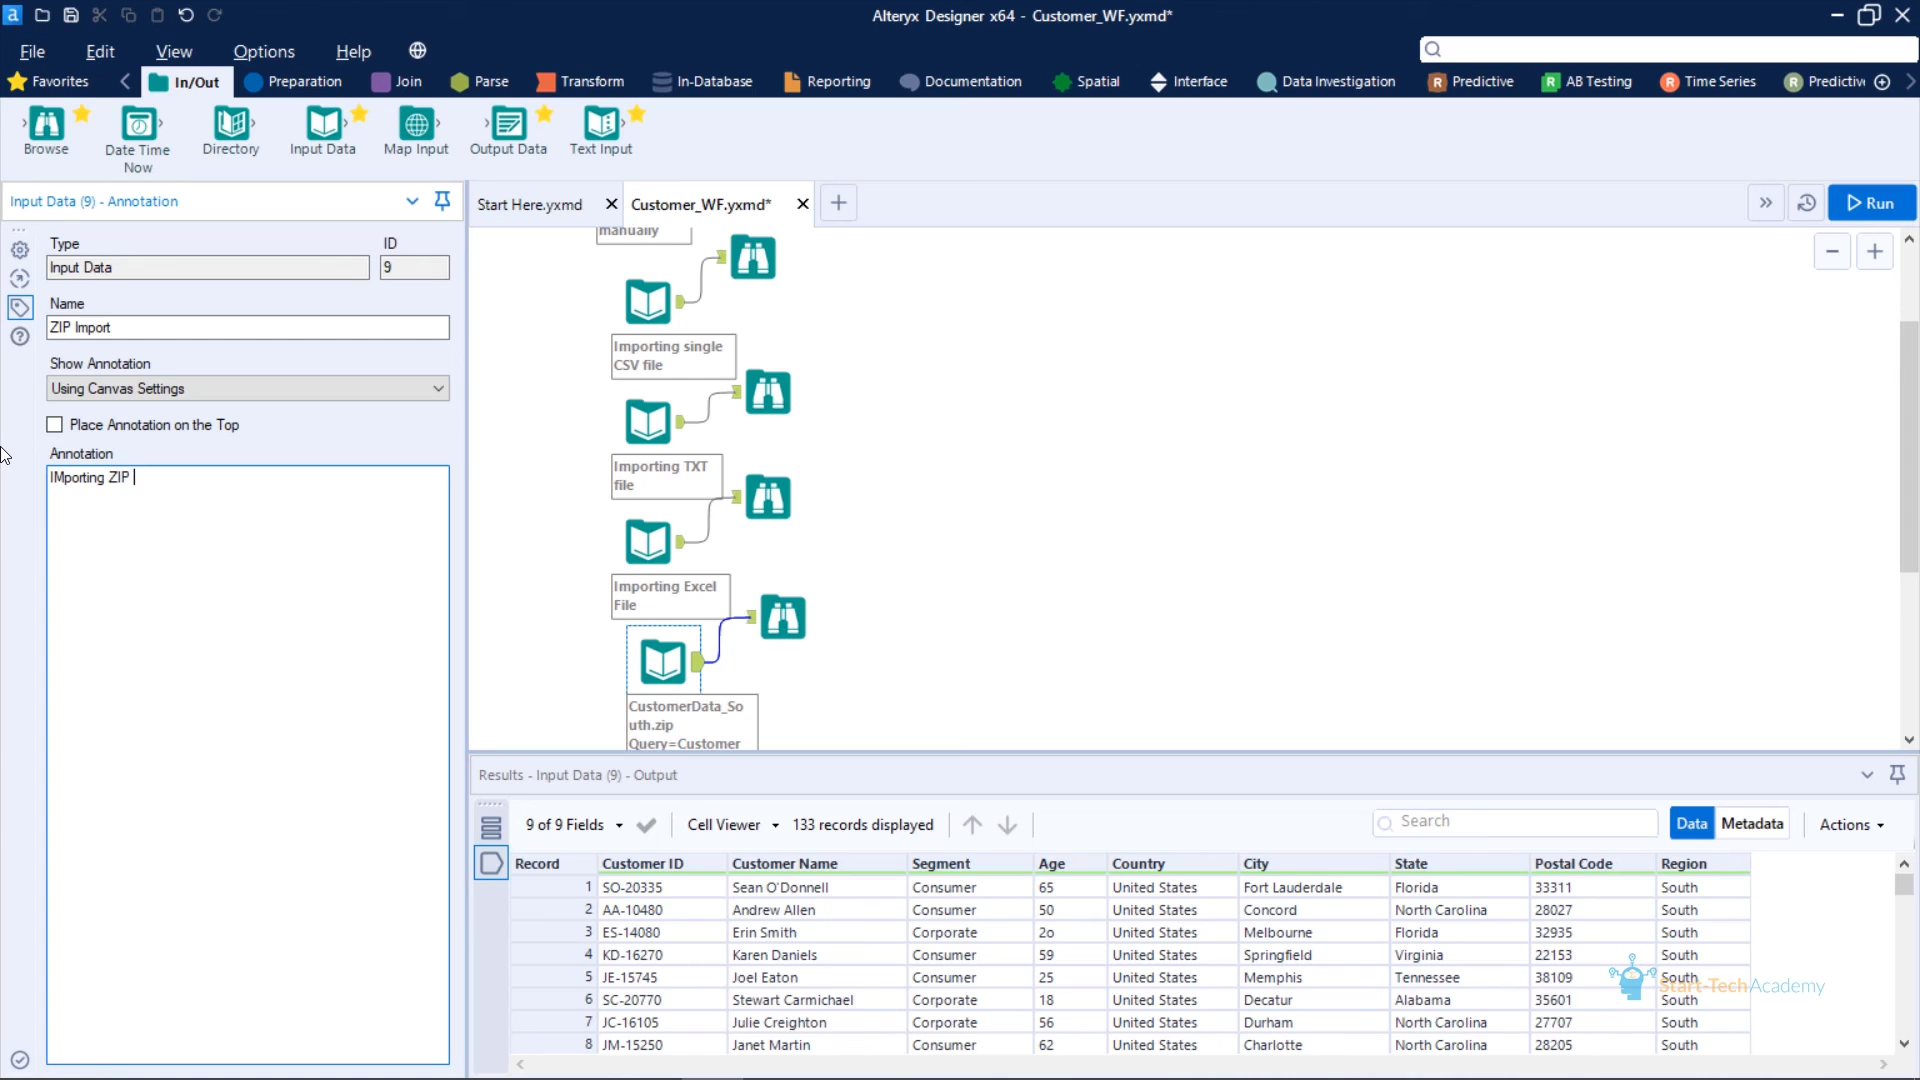 Alteryx Designer x64 - Customer_WF.yxmd*
File Edit View Options Help
Favorites In/Out Preparation Join Parse Transform In-Database Reporting Documentation Spatial Interface Data Investigation Predictive AB Testing Time Series Predictiv
Browse Date Time Now Directory Input Data Map Input Output Data Text Input
Input Data (9) - Annotation
Start Here.yxmd Customer_WF.yxmd* Run
Type ID
Input Data 9
Name
ZIP Import
Show Annotation
Using Canvas Settings
Place Annotation on the Top
Annotation
IMporting ZIP
manually
Importing single
CSV file
Importing TXT
file
Importing Excel
File
CustomerData_So
uth.zip
Query=Customer
Results - Input Data (9) - Output
9 of 9 Fields Cell Viewer 133 records displayed Search Data Metadata Actions
Record Customer ID Customer Name Segment Age Country City State Postal Code Region
1 SO-20335 Sean O'Donnell Consumer 65 United States Fort Lauderdale Florida 33311 South
2 AA-10480 Andrew Allen Consumer 50 United States Concord North Carolina 28027 South
3 ES-14080 Erin Smith Corporate 2o United States Melbourne Florida 32935 South
4 KD-16270 Karen Daniels Consumer 59 United States Springfield Virginia 22153 South
5 JE-15745 Joel Eaton Consumer 25 United States Memphis Tennessee 38109 South
6 SC-20770 Stewart Carmichael Corporate 18 United States Decatur Alabama 35601 South
7 JC-16105 Julie Creighton Corporate 56 United States Durham North Carolina 27707 South
8 JM-15250 Janet Martin Consumer 62 United States Charlotte North Carolina 28205 South
Start-TechAcademy